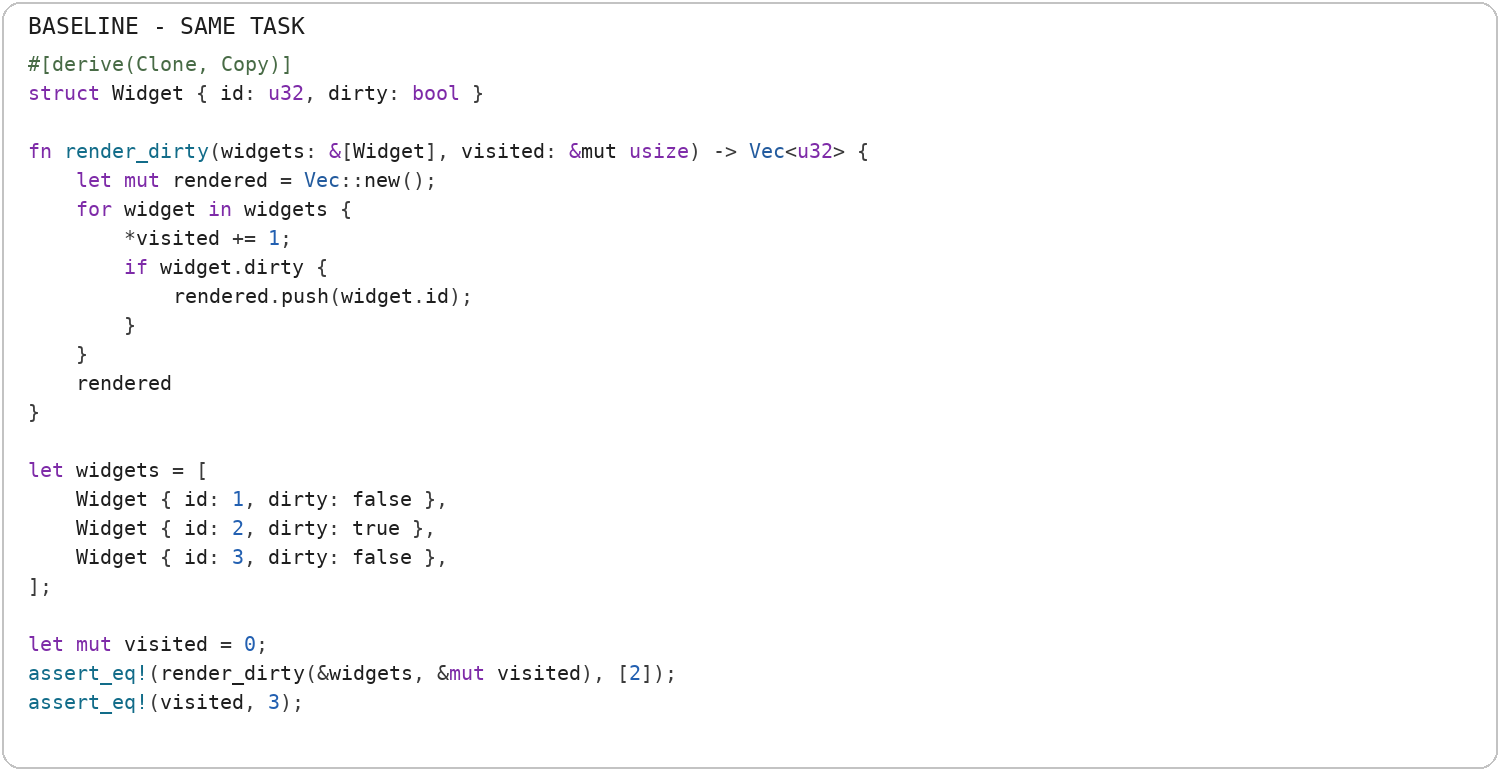 BASELINE - SAME TASK
#[derive(Clone, Copy)]
struct Widget { id: u32, dirty: bool }

fn render_dirty(widgets: &[Widget], visited: &mut usize) -> Vec<u32> {
    let mut rendered = Vec::new();
    for widget in widgets {
        *visited += 1;
        if widget.dirty {
            rendered.push(widget.id);
        }
    }
    rendered
}

let widgets = [
    Widget { id: 1, dirty: false },
    Widget { id: 2, dirty: true },
    Widget { id: 3, dirty: false },
];

let mut visited = 0;
assert_eq!(render_dirty(&widgets, &mut visited), [2]);
assert_eq!(visited, 3);